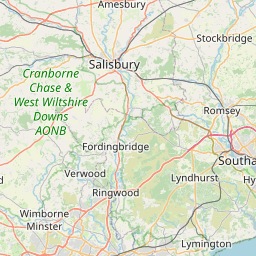 Amesbury
Stockbridge
Salisbury
Cranborne
Chase &
West Wiltshire
Downs
AONB
Romsey
Fordingbridge
Verwood
Lyndhurst
Ringwood
Wimborne
Minster
Lymington